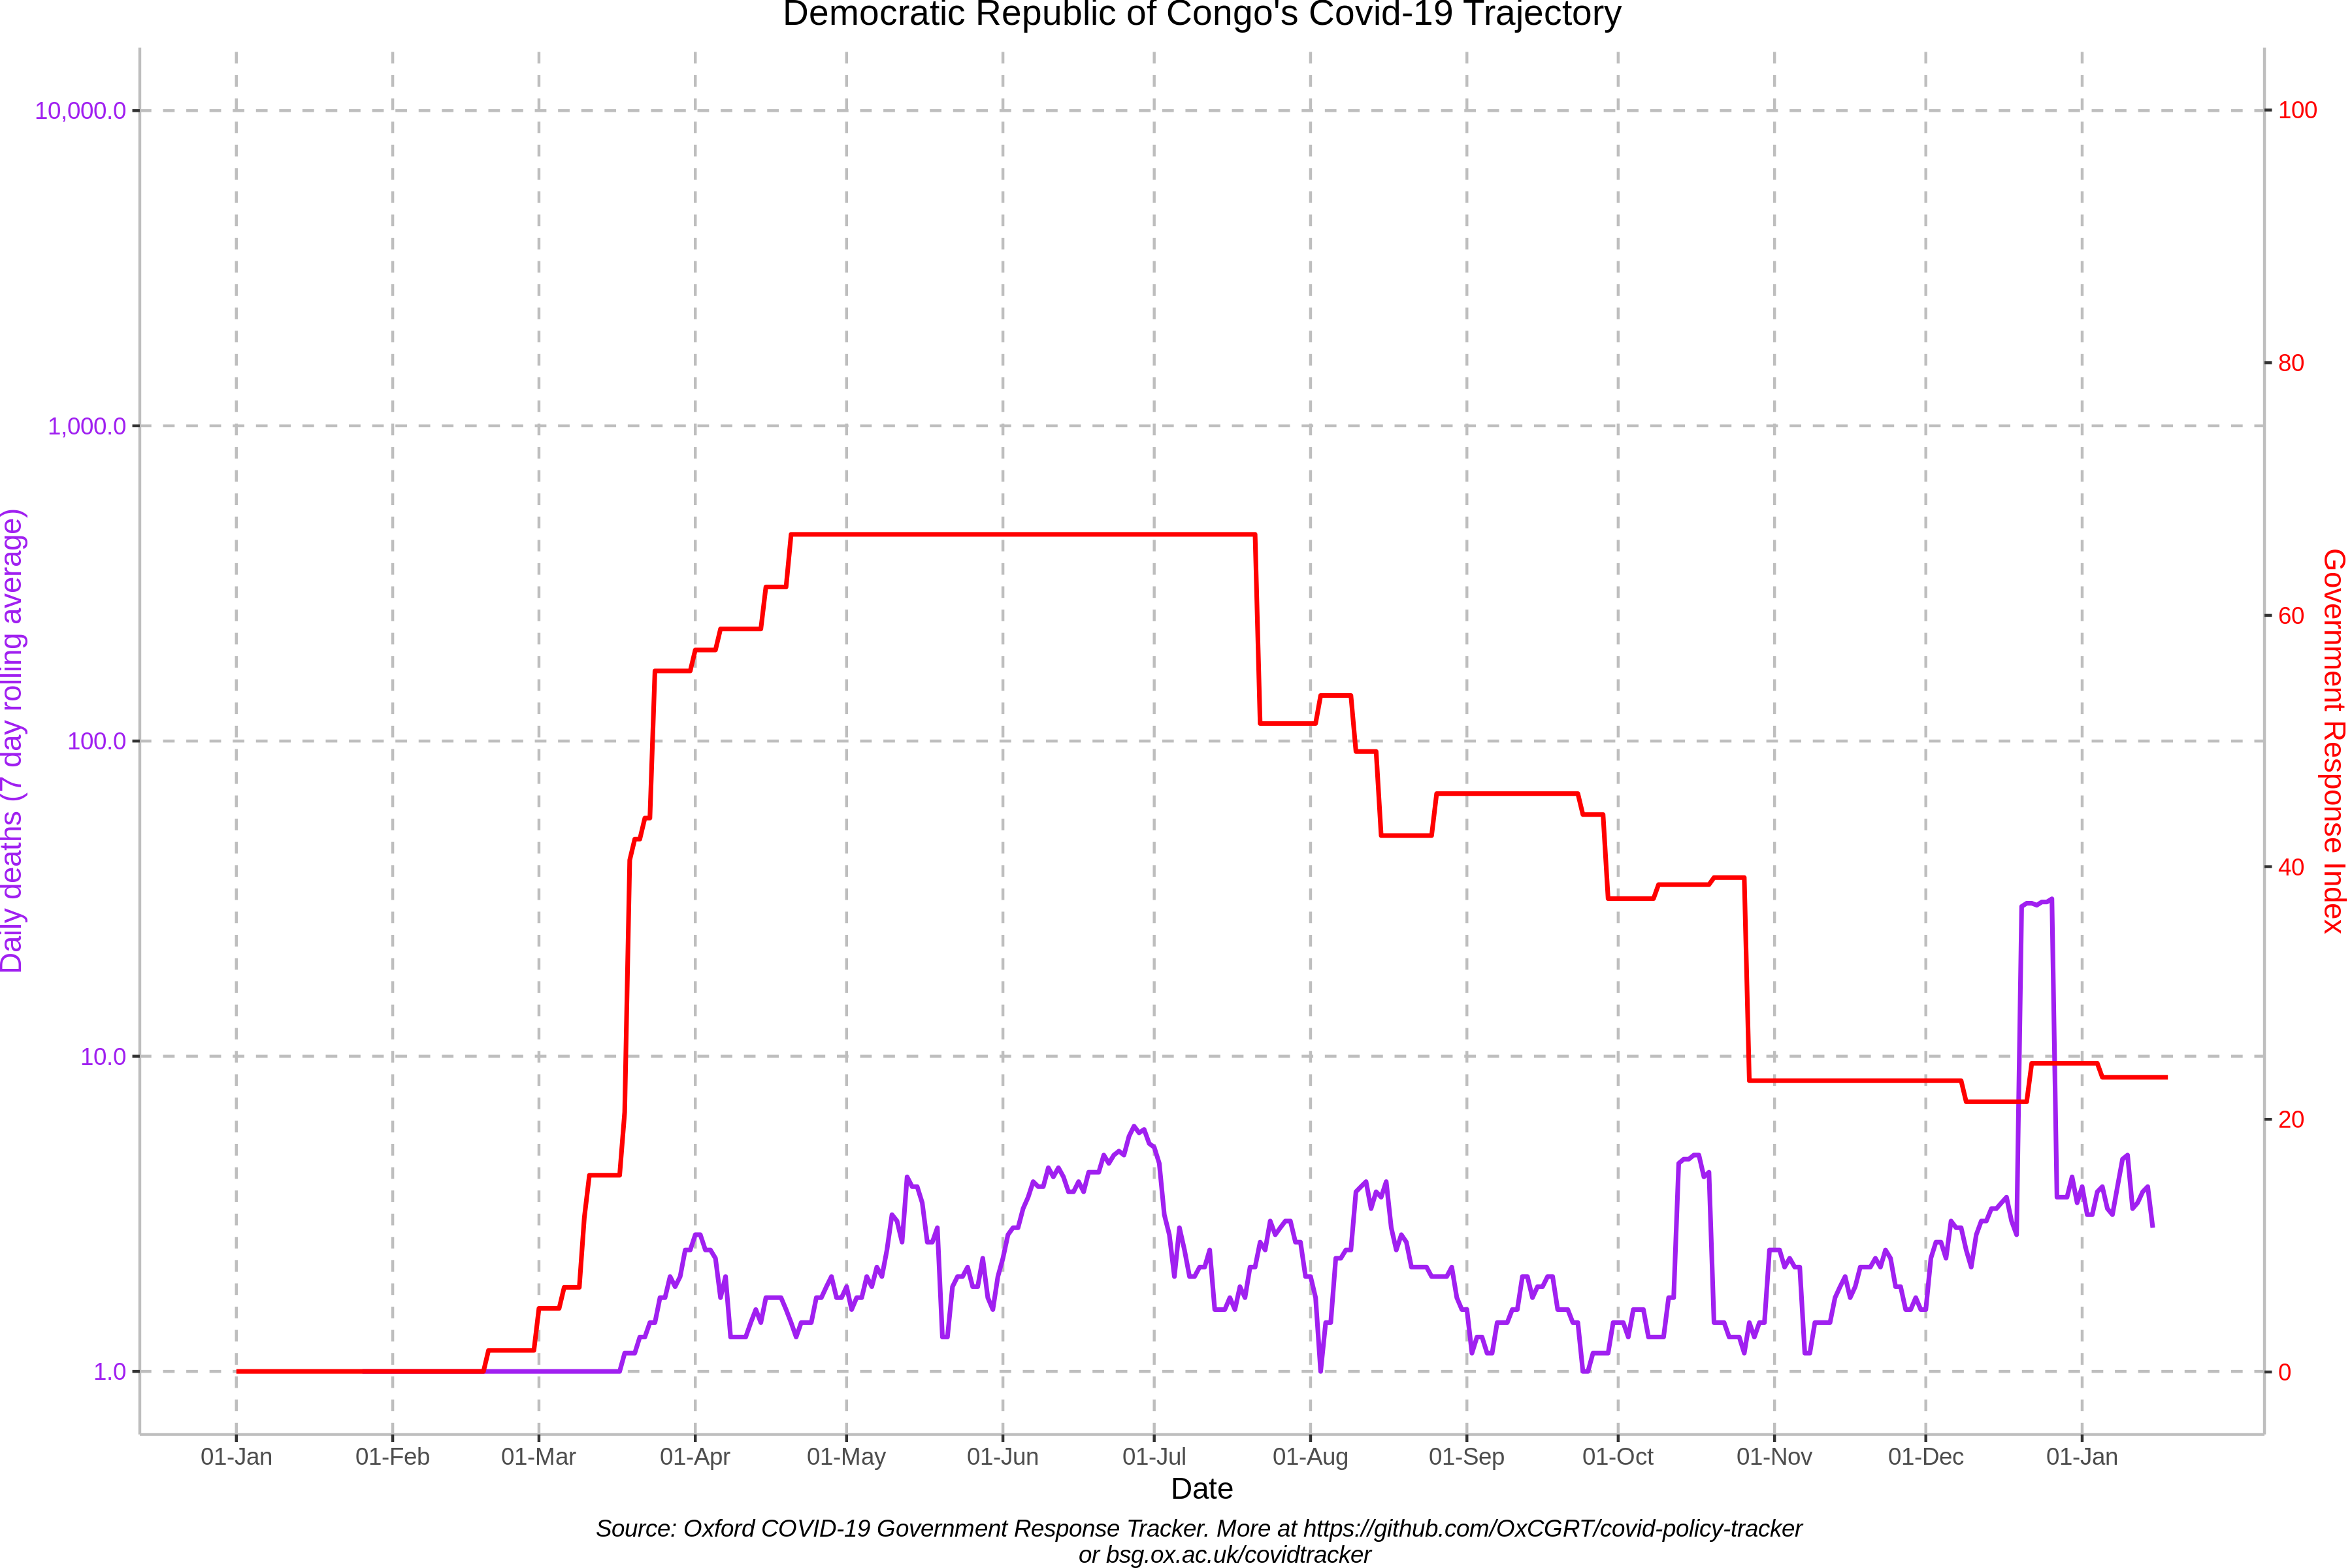 Democratic Republic of Congo's Covid-19 Trajectory
10,000.0
1,000.0
100.0
10.0
1.0
Daily deaths (7 day rolling average)
100
80
60
40
20
0
Government Response Index
01-Jan 01-Feb 01-Mar 01-Apr 01-May 01-Jun 01-Jul 01-Aug 01-Sep 01-Oct 01-Nov 01-Dec 01-Jan
Date
Source: Oxford COVID-19 Government Response Tracker. More at https://github.com/OxCGRT/covid-policy-tracker
or bsg.ox.ac.uk/covidtracker